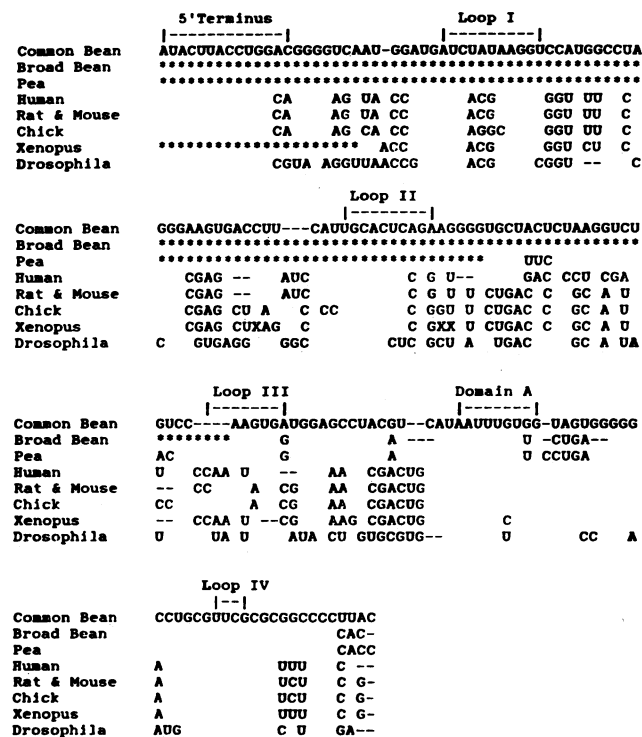 5'Terminus Loop I
|---------| |-------|
Common Bean AUACUUACCUGGACGGGGUCAAU-GGAUGAUCUAUAAGGUCCAUGGCCUA
Broad Bean **************************************************
Pea **************************************************
Human CA AG UA CC ACG GGU UU C
Rat & Mouse CA AG UA CC ACG GGU UU C
Chick CA AG CA CC AGGC GGU UU C
Xenopus ********************* ACC ACG GGU CU C
Drosophila CGUA AGGUUAACCG ACG CGGU -- C
Loop II
|-------|
Common Bean GGGAAGUGACCUU---CAUUGCACUCAGAAGGGGUGCUACUCUAAGGUCU
Broad Bean **************************************************
Pea ********************************** UUC
Human CGAG -- AUC C G U-- GAC CCU CGA
Rat & Mouse CGAG -- AUC C G U U CUGAC C GC A U
Chick CGAG CU A C CC C GGU U CUGAC C GC A U
Xenopus CGAG CUXAG C C GXX U CUGAC C GC A U
Drosophila C GUGAGG GGC CUC GCU A UGAC GC A UA
Loop III Domain A
|-------| |-------|
Common Bean GUCC----AAGUGAUGGAGCCUACGU--CAUAAUUUGUGG-UAGUGGGGG
Broad Bean ******** G A --- U -CUGA--
Pea AC G A U CCUGA
Human U CCAA U -- AA CGACUG
Rat & Mouse -- CC A CG AA CGACUG
Chick CC A CG AA CGACUG
Xenopus -- CCAA U --CG AAG CGACUG C
Drosophila U UA U AUA CU GUGCGUG-- U CC A
Loop IV
|--|
Common Bean CCUGCGUUCGCGCGGCCCCUUAC
Broad Bean CAC-
Pea CACC
Human A UUU C --
Rat & Mouse A UCU C G-
Chick A UCU C G-
Xenopus A UUU C G-
Drosophila AUG C U GA--